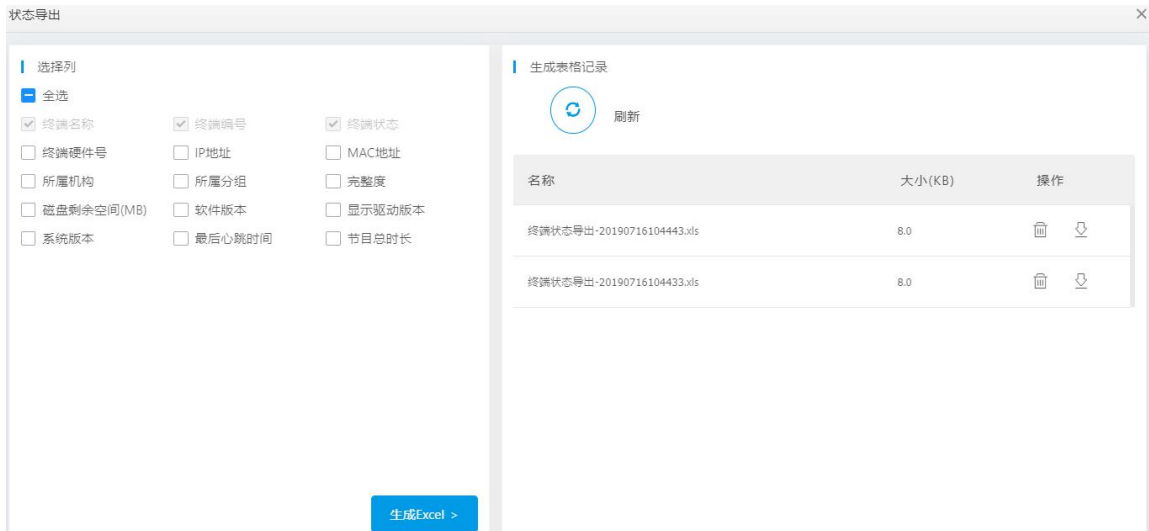 状态导出
选择列
全选
终端名称 终端编号 终端状态
终端硬件号 IP地址 MAC地址
所属机构 所属分组 完整度
磁盘剩余空间(MB) 软件版本 显示驱动版本
系统版本 最后心跳时间 节目总时长
生成Excel >
生成表格记录
刷新
名称 大小(KB) 操作
终端状态导出-20190716104443.xls 8.0
终端状态导出-20190716104433.xls 8.0